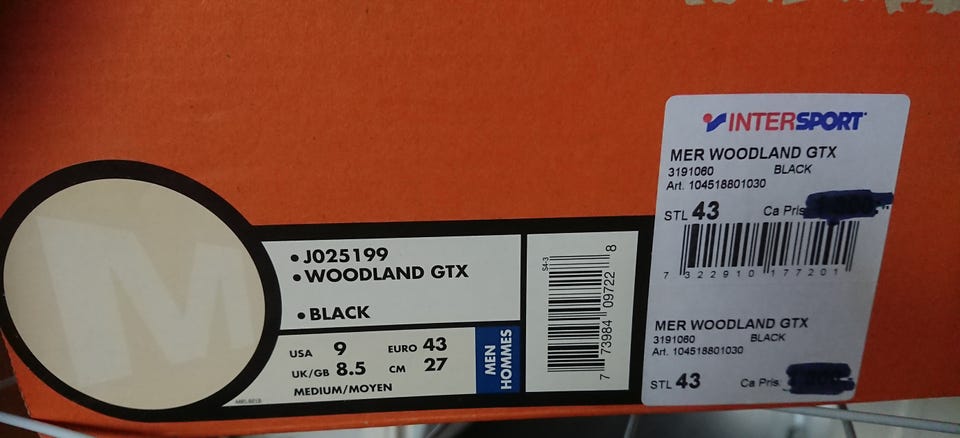 M
J025199
WOODLAND GTX
BLACK
USA 9 EURO 43
UK/GB 8.5 CM 27
MEDIUM/MOYEN
MEN
HOMMES
S4-3
7 73984 09722 8
INTERSPORT
MER WOODLAND GTX
3191060 BLACK
Art. 104518801030
STL 43 Ca Pris
7 322910 177201
MER WOODLAND GTX
3191060 BLACK
Art. 104518801030
STL 43 Ca Pris